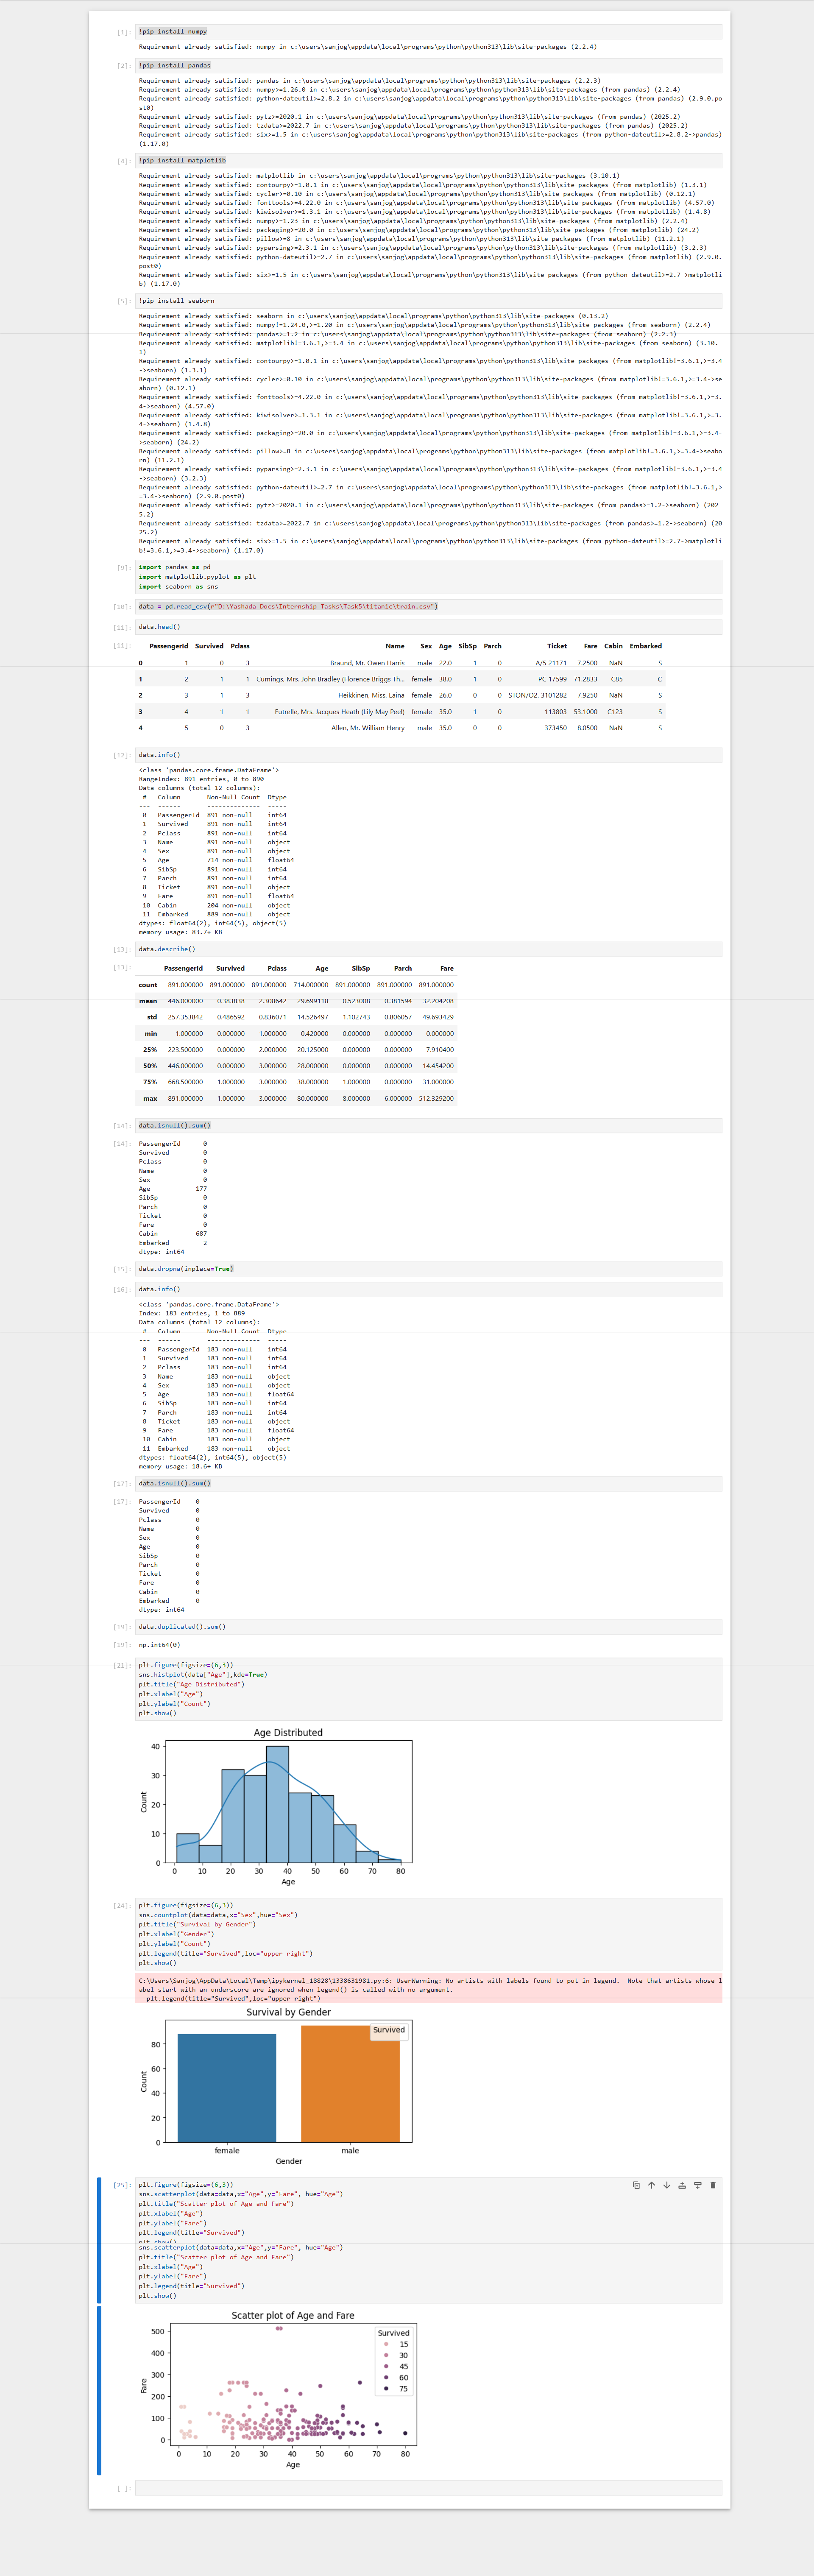 [1]: !pip install numpy
Requirement already satisfied: numpy in c:\users\sanjog\appdata\local\programs\python\python313\lib\site-packages (2.2.4)
[2]: !pip install pandas
Requirement already satisfied: pandas in c:\users\sanjog\appdata\local\programs\python\python313\lib\site-packages (2.2.3)
Requirement already satisfied: numpy>=1.26.0 in c:\users\sanjog\appdata\local\programs\python\python313\lib\site-packages (from pandas) (2.2.4)
Requirement already satisfied: python-dateutil>=2.8.2 in c:\users\sanjog\appdata\local\programs\python\python313\lib\site-packages (from pandas) (2.9.0.po
st0)
Requirement already satisfied: pytz>=2020.1 in c:\users\sanjog\appdata\local\programs\python\python313\lib\site-packages (from pandas) (2025.2)
Requirement already satisfied: tzdata>=2022.7 in c:\users\sanjog\appdata\local\programs\python\python313\lib\site-packages (from pandas) (2025.2)
Requirement already satisfied: six>=1.5 in c:\users\sanjog\appdata\local\programs\python\python313\lib\site-packages (from python-dateutil>=2.8.2->pandas)
(1.17.0)
[4]: !pip install matplotlib
Requirement already satisfied: matplotlib in c:\users\sanjog\appdata\local\programs\python\python313\lib\site-packages (3.10.1)
Requirement already satisfied: contourpy>=1.0.1 in c:\users\sanjog\appdata\local\programs\python\python313\lib\site-packages (from matplotlib) (1.3.1)
Requirement already satisfied: cycler>=0.10 in c:\users\sanjog\appdata\local\programs\python\python313\lib\site-packages (from matplotlib) (0.12.1)
Requirement already satisfied: fonttools>=4.22.0 in c:\users\sanjog\appdata\local\programs\python\python313\lib\site-packages (from matplotlib) (4.57.0)
Requirement already satisfied: kiwisolver>=1.3.1 in c:\users\sanjog\appdata\local\programs\python\python313\lib\site-packages (from matplotlib) (1.4.8)
Requirement already satisfied: numpy>=1.23 in c:\users\sanjog\appdata\local\programs\python\python313\lib\site-packages (from matplotlib) (2.2.4)
Requirement already satisfied: packaging>=20.0 in c:\users\sanjog\appdata\local\programs\python\python313\lib\site-packages (from matplotlib) (24.2)
Requirement already satisfied: pillow>=8 in c:\users\sanjog\appdata\local\programs\python\python313\lib\site-packages (from matplotlib) (11.2.1)
Requirement already satisfied: pyparsing>=2.3.1 in c:\users\sanjog\appdata\local\programs\python\python313\lib\site-packages (from matplotlib) (3.2.3)
Requirement already satisfied: python-dateutil>=2.7 in c:\users\sanjog\appdata\local\programs\python\python313\lib\site-packages (from matplotlib) (2.9.0.
post0)
Requirement already satisfied: six>=1.5 in c:\users\sanjog\appdata\local\programs\python\python313\lib\site-packages (from python-dateutil>=2.7->matplotli
b) (1.17.0)
[5]: !pip install seaborn
Requirement already satisfied: seaborn in c:\users\sanjog\appdata\local\programs\python\python313\lib\site-packages (0.13.2)
Requirement already satisfied: numpy!=1.24.0,>=1.20 in c:\users\sanjog\appdata\local\programs\python\python313\lib\site-packages (from seaborn) (2.2.4)
Requirement already satisfied: pandas>=1.2 in c:\users\sanjog\appdata\local\programs\python\python313\lib\site-packages (from seaborn) (2.2.3)
Requirement already satisfied: matplotlib!=3.6.1,>=3.4 in c:\users\sanjog\appdata\local\programs\python\python313\lib\site-packages (from seaborn) (3.10.
1)
Requirement already satisfied: contourpy>=1.0.1 in c:\users\sanjog\appdata\local\programs\python\python313\lib\site-packages (from matplotlib!=3.6.1,>=3.4
->seaborn) (1.3.1)
Requirement already satisfied: cycler>=0.10 in c:\users\sanjog\appdata\local\programs\python\python313\lib\site-packages (from matplotlib!=3.6.1,>=3.4->se
aborn) (0.12.1)
Requirement already satisfied: fonttools>=4.22.0 in c:\users\sanjog\appdata\local\programs\python\python313\lib\site-packages (from matplotlib!=3.6.1,>=3.
4->seaborn) (4.57.0)
Requirement already satisfied: kiwisolver>=1.3.1 in c:\users\sanjog\appdata\local\programs\python\python313\lib\site-packages (from matplotlib!=3.6.1,>=3.
4->seaborn) (1.4.8)
Requirement already satisfied: packaging>=20.0 in c:\users\sanjog\appdata\local\programs\python\python313\lib\site-packages (from matplotlib!=3.6.1,>=3.4-
>seaborn) (24.2)
Requirement already satisfied: pillow>=8 in c:\users\sanjog\appdata\local\programs\python\python313\lib\site-packages (from matplotlib!=3.6.1,>=3.4->seabo
rn) (11.2.1)
Requirement already satisfied: pyparsing>=2.3.1 in c:\users\sanjog\appdata\local\programs\python\python313\lib\site-packages (from matplotlib!=3.6.1,>=3.4
->seaborn) (3.2.3)
Requirement already satisfied: python-dateutil>=2.7 in c:\users\sanjog\appdata\local\programs\python\python313\lib\site-packages (from matplotlib!=3.6.1,>
=3.4->seaborn) (2.9.0.post0)
Requirement already satisfied: pytz>=2020.1 in c:\users\sanjog\appdata\local\programs\python\python313\lib\site-packages (from pandas>=1.2->seaborn) (202
5.2)
Requirement already satisfied: tzdata>=2022.7 in c:\users\sanjog\appdata\local\programs\python\python313\lib\site-packages (from pandas>=1.2->seaborn) (20
25.2)
Requirement already satisfied: six>=1.5 in c:\users\sanjog\appdata\local\programs\python\python313\lib\site-packages (from python-dateutil>=2.7->matplotli
b!=3.6.1,>=3.4->seaborn) (1.17.0)
[9]: import pandas as pd
import matplotlib.pyplot as plt
import seaborn as sns
[10]: data = pd.read_csv(r"D:\Yashada Docs\Internship Tasks\Task5\titanic\train.csv")
[11]: data.head()
[11]: PassengerId Survived Pclass Name Sex Age SibSp Parch Ticket Fare Cabin Embarked
0 1 0 3 Braund, Mr. Owen Harris male 22.0 1 0 A/5 21171 7.2500 NaN S
1 2 1 1 Cumings, Mrs. John Bradley (Florence Briggs Th... female 38.0 1 0 PC 17599 71.2833 C85 C
2 3 1 3 Heikkinen, Miss. Laina female 26.0 0 0 STON/O2. 3101282 7.9250 NaN S
3 4 1 1 Futrelle, Mrs. Jacques Heath (Lily May Peel) female 35.0 1 0 113803 53.1000 C123 S
4 5 0 3 Allen, Mr. William Henry male 35.0 0 0 373450 8.0500 NaN S
[12]: data.info()
<class 'pandas.core.frame.DataFrame'>
RangeIndex: 891 entries, 0 to 890
Data columns (total 12 columns):
# Column Non-Null Count Dtype
--- ------ -------------- -----
0 PassengerId 891 non-null int64
1 Survived 891 non-null int64
2 Pclass 891 non-null int64
3 Name 891 non-null object
4 Sex 891 non-null object
5 Age 714 non-null float64
6 SibSp 891 non-null int64
7 Parch 891 non-null int64
8 Ticket 891 non-null object
9 Fare 891 non-null float64
10 Cabin 204 non-null object
11 Embarked 889 non-null object
dtypes: float64(2), int64(5), object(5)
memory usage: 83.7+ KB
[13]: data.describe()
[13]: PassengerId Survived Pclass Age SibSp Parch Fare
count 891.000000 891.000000 891.000000 714.000000 891.000000 891.000000 891.000000
mean 446.000000 0.383838 2.308642 29.699118 0.523008 0.381594 32.204208
std 257.353842 0.486592 0.836071 14.526497 1.102743 0.806057 49.693429
min 1.000000 0.000000 1.000000 0.420000 0.000000 0.000000 0.000000
25% 223.500000 0.000000 2.000000 20.125000 0.000000 0.000000 7.910400
50% 446.000000 0.000000 3.000000 28.000000 0.000000 0.000000 14.454200
75% 668.500000 1.000000 3.000000 38.000000 1.000000 0.000000 31.000000
max 891.000000 1.000000 3.000000 80.000000 8.000000 6.000000 512.329200
[14]: data.isnull().sum()
[14]: PassengerId 0
Survived 0
Pclass 0
Name 0
Sex 0
Age 177
SibSp 0
Parch 0
Ticket 0
Fare 0
Cabin 687
Embarked 2
dtype: int64
[15]: data.dropna(inplace=True)
[16]: data.info()
<class 'pandas.core.frame.DataFrame'>
Index: 183 entries, 1 to 889
Data columns (total 12 columns):
# Column Non-Null Count Dtype
--- ------ -------------- -----
0 PassengerId 183 non-null int64
1 Survived 183 non-null int64
2 Pclass 183 non-null int64
3 Name 183 non-null object
4 Sex 183 non-null object
5 Age 183 non-null float64
6 SibSp 183 non-null int64
7 Parch 183 non-null int64
8 Ticket 183 non-null object
9 Fare 183 non-null float64
10 Cabin 183 non-null object
11 Embarked 183 non-null object
dtypes: float64(2), int64(5), object(5)
memory usage: 18.6+ KB
[17]: data.isnull().sum()
[17]: PassengerId 0
Survived 0
Pclass 0
Name 0
Sex 0
Age 0
SibSp 0
Parch 0
Ticket 0
Fare 0
Cabin 0
Embarked 0
dtype: int64
[19]: data.duplicated().sum()
[19]: np.int64(0)
[21]: plt.figure(figsize=(6,3))
sns.histplot(data["Age"],kde=True)
plt.title("Age Distributed")
plt.xlabel("Age")
plt.ylabel("Count")
plt.show()
Age Distributed
40
30
20
10
0
Count
0 10 20 30 40 50 60 70 80
Age
[24]: plt.figure(figsize=(6,3))
sns.countplot(data=data,x="Sex",hue="Sex")
plt.title("Survival by Gender")
plt.xlabel("Gender")
plt.ylabel("Count")
plt.legend(title="Survived",loc="upper right")
plt.show()
C:\Users\Sanjog\AppData\Local\Temp\ipykernel_18828\1338631981.py:6: UserWarning: No artists with labels found to put in legend.  Note that artists whose l
abel start with an underscore are ignored when legend() is called with no argument.
plt.legend(title="Survived",loc="upper right")
Survival by Gender
Survived
80
60
40
20
0
Count
female male
Gender
[25]: plt.figure(figsize=(6,3))
sns.scatterplot(data=data,x="Age",y="Fare", hue="Age")
plt.title("Scatter plot of Age and Fare")
plt.xlabel("Age")
plt.ylabel("Fare")
plt.legend(title="Survived")
plt.show()
sns.scatterplot(data=data,x="Age",y="Fare", hue="Age")
plt.title("Scatter plot of Age and Fare")
plt.xlabel("Age")
plt.ylabel("Fare")
plt.legend(title="Survived")
plt.show()
Scatter plot of Age and Fare
Survived
15
30
45
60
75
500
400
300
200
100
0
Fare
0 10 20 30 40 50 60 70 80
Age
[ ]: